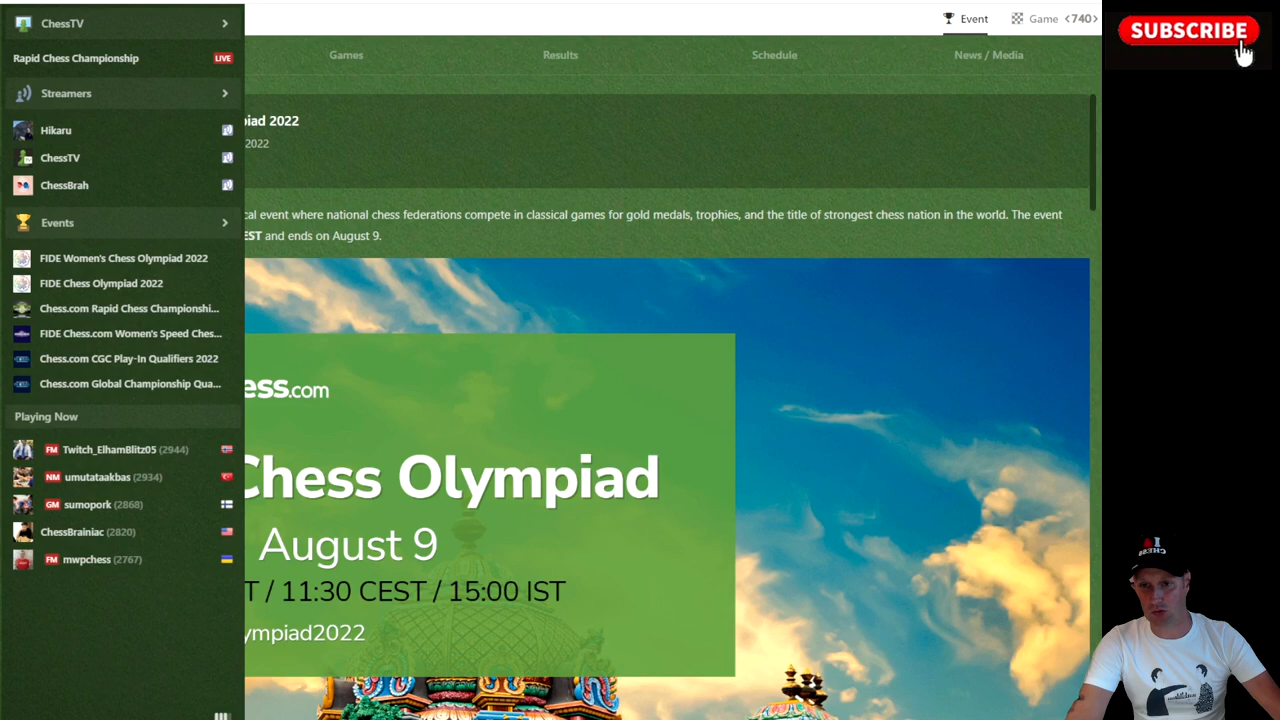 ChessTV
Rapid Chess Championship LIVE
Streamers
Hikaru
ChessTV
ChessBrah
Events
FIDE Women's Chess Olympiad 2022
FIDE Chess Olympiad 2022
Chess.com Rapid Chess Championshi...
FIDE Chess.com Women's Speed Ches...
Chess.com CGC Play-In Qualifiers 2022
Chess.com Global Championship Qua...
Playing Now
FM Twitch_ElhamBlitz05 (2944)
NM umutataakbas (2934)
GM sumopork (2868)
ChessBrainiac (2820)
FM mwpchess (2767)
Event Game <740>
Games Results Schedule News / Media
iad 2022
2022
cal event where national chess federations compete in classical games for gold medals, trophies, and the title of strongest chess nation in the world. The event
EST and ends on August 9.
ess.com
Chess Olympiad
August 9
T / 11:30 CEST / 15:00 IST
ympiad2022
SUBSCRIBE
I
CHESS